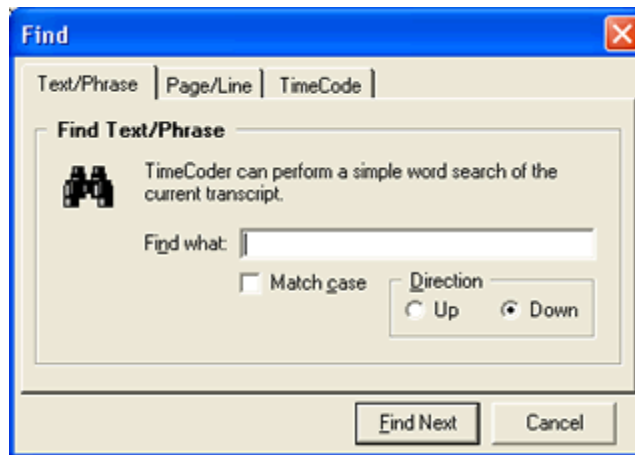 Find
Text/Phrase Page/Line TimeCode
Find Text/Phrase
TimeCoder can perform a simple word search of the
current transcript.
Find what:
Match case
Direction
Up Down
Find Next Cancel